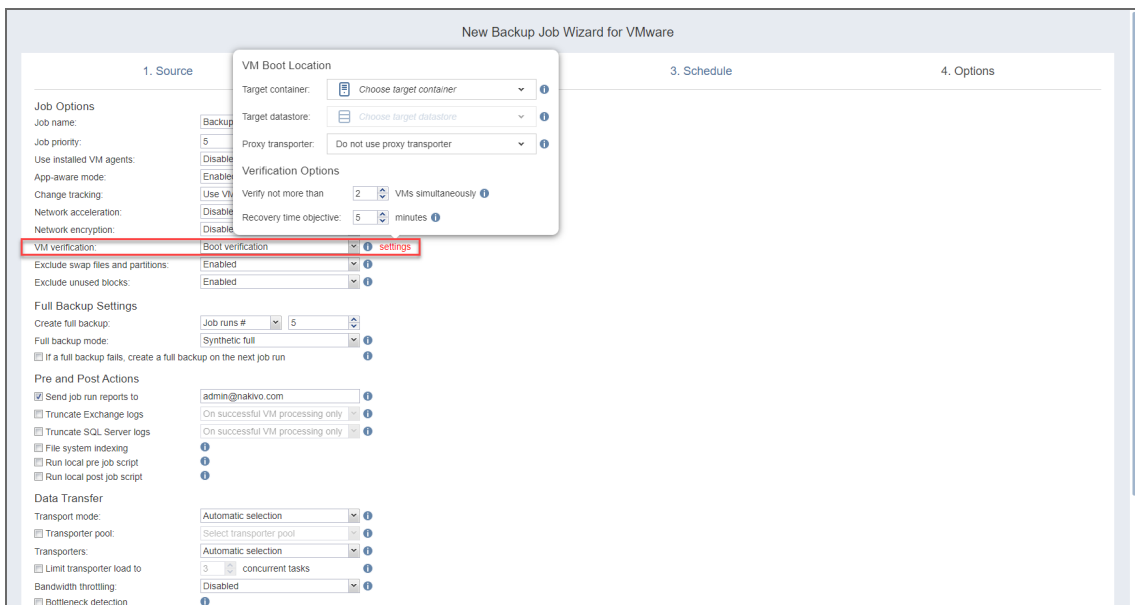 New Backup Job Wizard for VMware
1. Source
3. Schedule
4. Options
VM Boot Location
Target container: Choose target container
Target datastore: Choose target datastore
Proxy transporter: Do not use proxy transporter
Verification Options
Verify not more than 2 VMs simultaneously
Recovery time objective: 5 minutes
Job Options
Job name: Backup
Job priority: 5
Use installed VM agents: Disable
App-aware mode: Enable
Change tracking: Use VM
Network acceleration: Disable
Network encryption: Disable
VM verification: Boot verification settings
Exclude swap files and partitions: Enabled
Exclude unused blocks: Enabled
Full Backup Settings
Create full backup: Job runs # 5
Full backup mode: Synthetic full
If a full backup fails, create a full backup on the next job run
Pre and Post Actions
Send job run reports to admin@nakivo.com
Truncate Exchange logs On successful VM processing only
Truncate SQL Server logs On successful VM processing only
File system indexing
Run local pre job script
Run local post job script
Data Transfer
Transport mode: Automatic selection
Transporter pool: Select transporter pool
Transporters: Automatic selection
Limit transporter load to 3 concurrent tasks
Bandwidth throttling: Disabled
Bottleneck detection